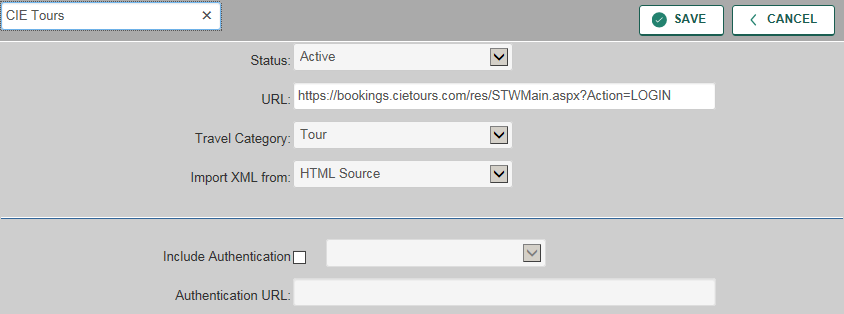 CIE Tours
SAVE
CANCEL
Status: Active
URL: https://bookings.cietours.com/res/STWMain.aspx?Action=LOGIN
Travel Category: Tour
Import XML from: HTML Source
Include Authentication
Authentication URL: